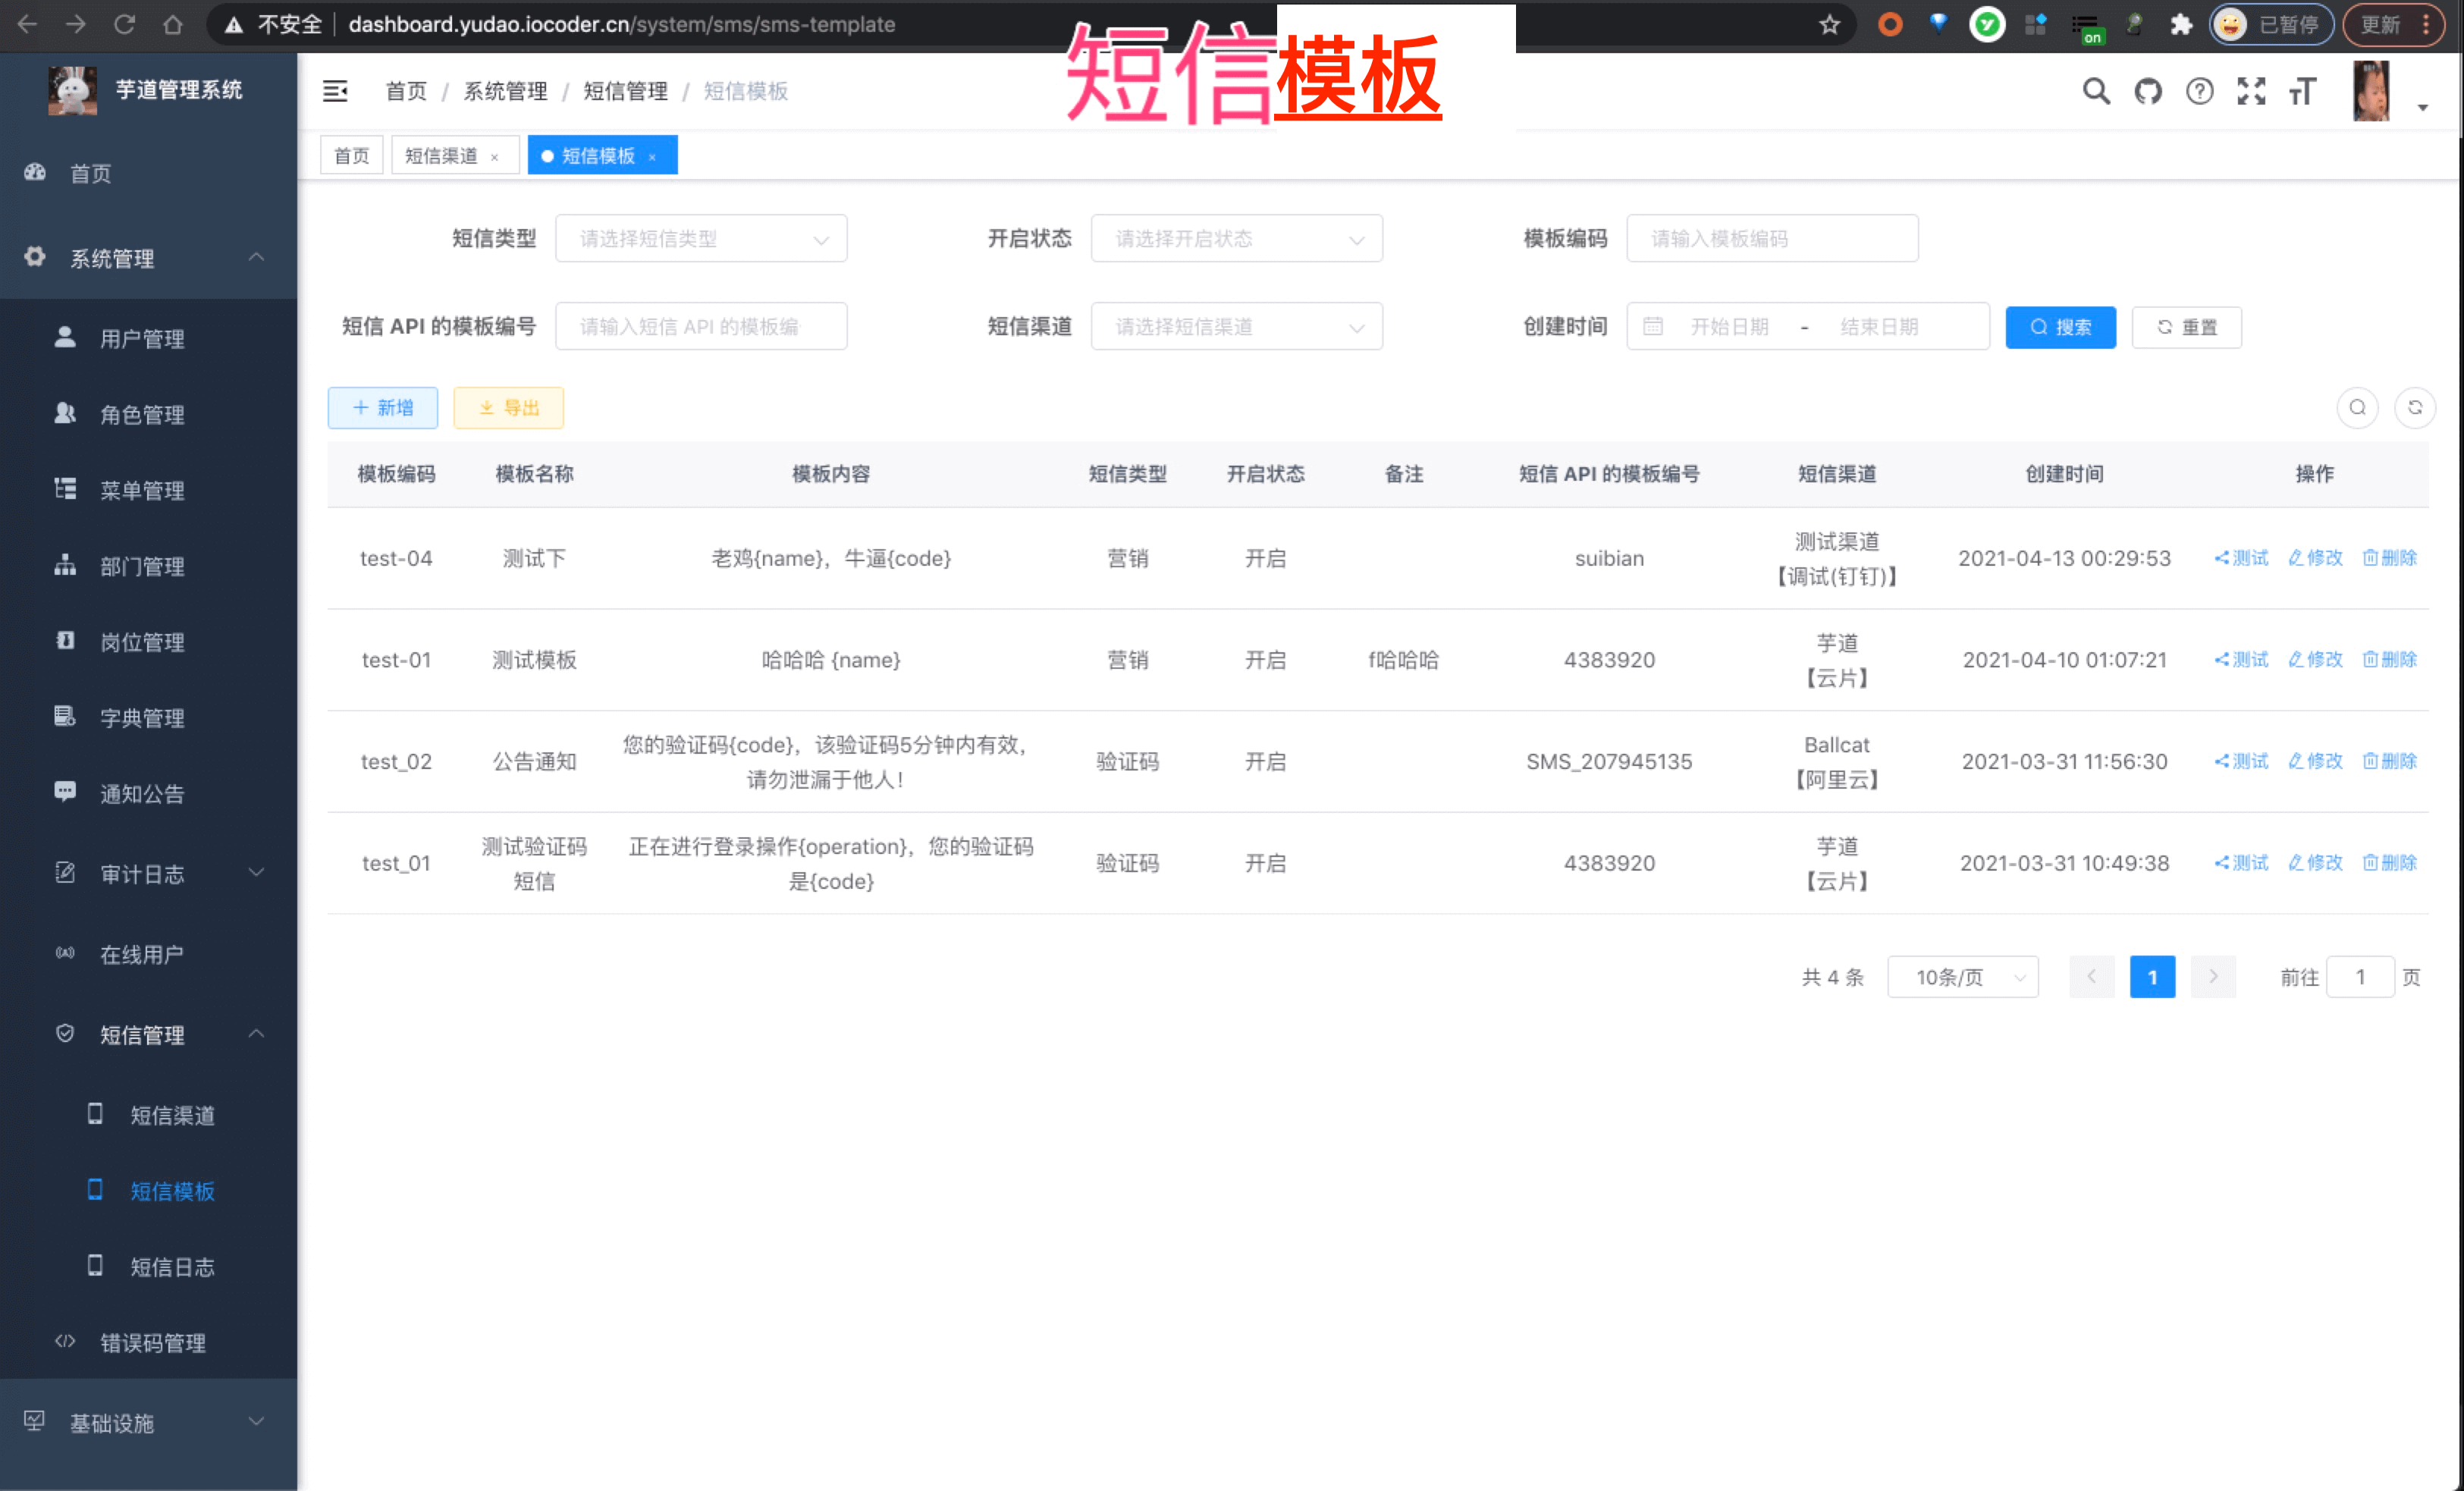 不安全 dashboard.yudao.iocoder.cn/system/sms/sms-template on 已暂停 更新
短信模板
芋道管理系统
首页
系统管理
用户管理
角色管理
菜单管理
部门管理
岗位管理
字典管理
通知公告
审计日志
在线用户
短信管理
短信渠道
短信模板
短信日志
错误码管理
基础设施
首页 / 系统管理 / 短信管理 / 短信模板
首页 短信渠道 × 短信模板 ×
短信类型 请选择短信类型 开启状态 请选择开启状态 模板编码 请输入模板编码
短信 API 的模板编号 请输入短信 API 的模板编 短信渠道 请选择短信渠道 创建时间 开始日期 - 结束日期 搜索 重置
新增 导出
模板编码 模板名称 模板内容 短信类型 开启状态 备注 短信 API 的模板编号 短信渠道 创建时间 操作
test-04 测试下 老鸡{name}，牛逼{code} 营销 开启 suibian 测试渠道 2021-04-13 00:29:53 测试 修改 删除
【调试(钉钉)】
test-01 测试模板 哈哈哈 {name} 营销 开启 f哈哈哈 4383920 芋道 2021-04-10 01:07:21 测试 修改 删除
【云片】
test_02 公告通知 您的验证码{code}，该验证码5分钟内有效， 验证码 开启 SMS_207945135 Ballcat 2021-03-31 11:56:30 测试 修改 删除
请勿泄漏于他人！ 【阿里云】
test_01 测试验证码 正在进行登录操作{operation}，您的验证码 验证码 开启 4383920 芋道 2021-03-31 10:49:38 测试 修改 删除
短信 是{code} 【云片】
共 4 条 10条/页 1 前往 1 页